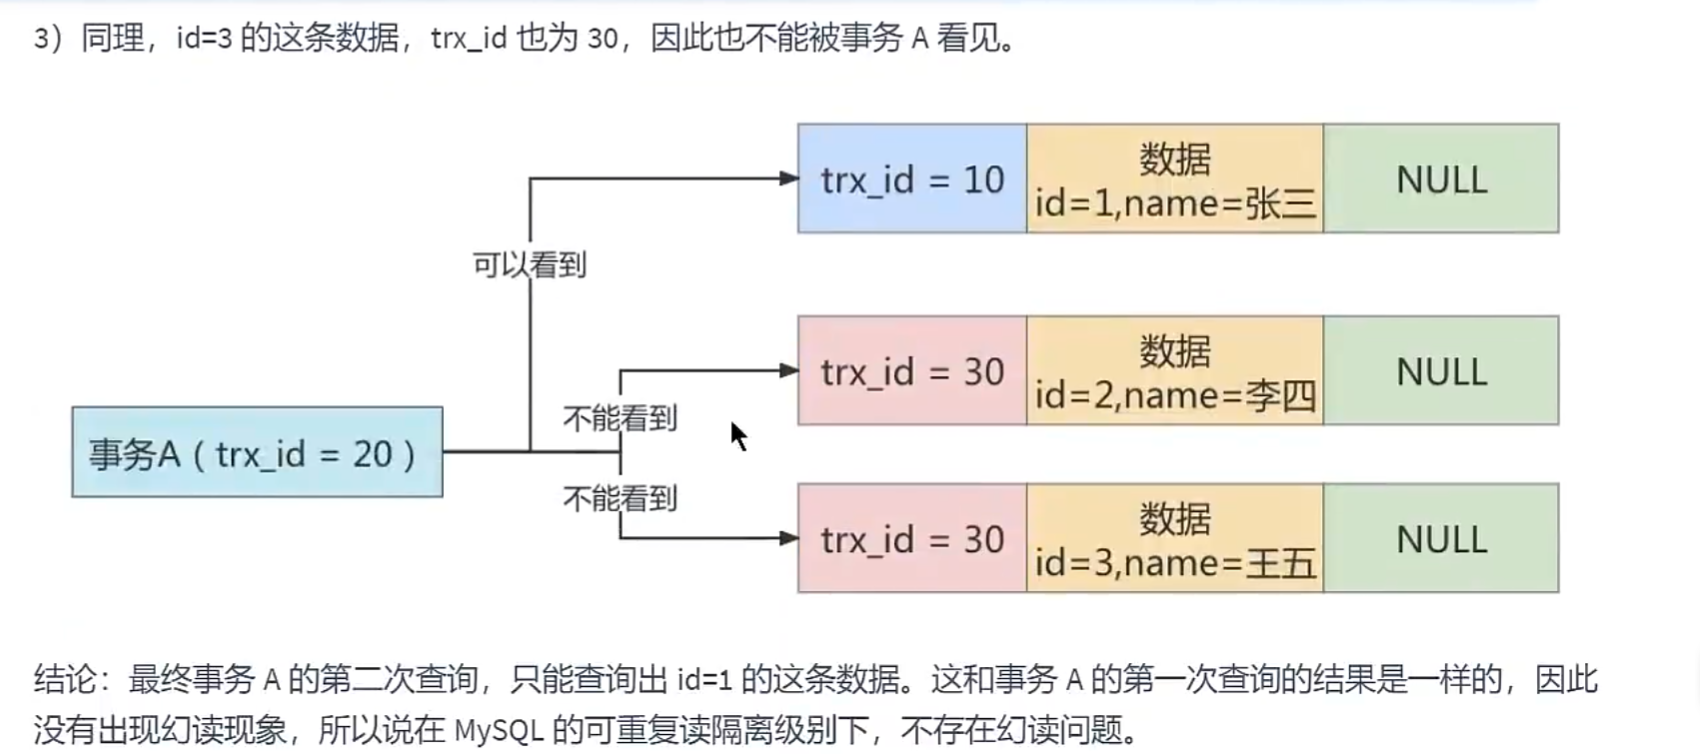 3）同理，id=3 的这条数据，trx_id 也为 30，因此也不能被事务 A 看见。
trx_id = 10
数据
id=1,name=张三
NULL
可以看到
trx_id = 30
数据
id=2,name=李四
NULL
不能看到
事务A（trx_id = 20）
不能看到
trx_id = 30
数据
id=3,name=王五
NULL
结论：最终事务 A 的第二次查询，只能查询出 id=1 的这条数据。这和事务 A 的第一次查询的结果是一样的，因此
没有出现幻读现象，所以说在 MySQL 的可重复读隔离级别下，不存在幻读问题。